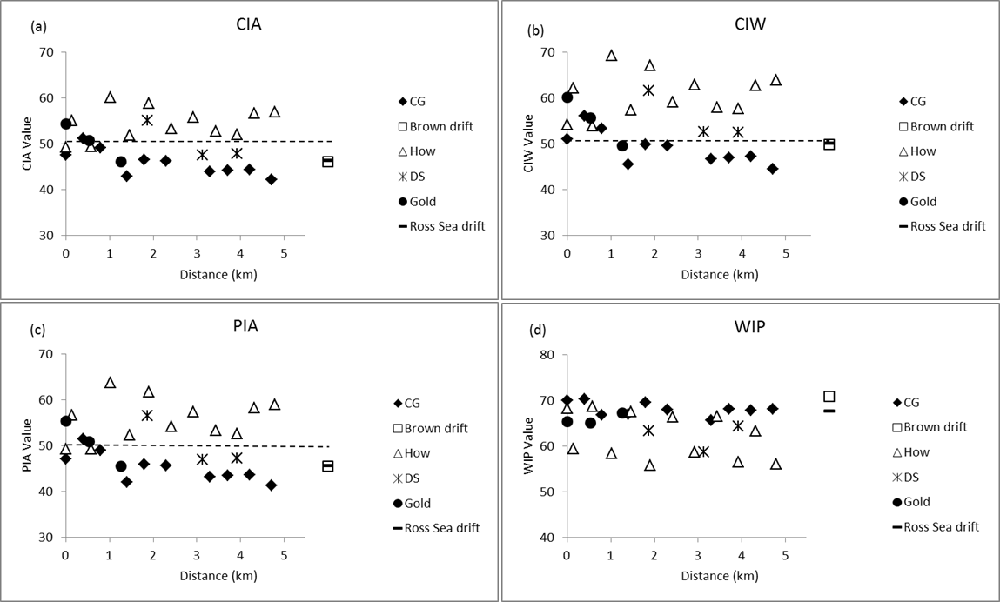 (a) CIA
CIA Value
70
60
50
40
30
0 1 2 3 4 5
Distance (km)
CG
Brown drift
How
DS
Gold
Ross Sea drift
(b) CIW
CIW Value
70
60
50
40
30
0 1 2 3 4 5
Distance (km)
CG
Brown drift
How
DS
Gold
Ross Sea drift
(c) PIA
PIA Value
70
60
50
40
30
0 1 2 3 4 5
Distance (km)
CG
Brown drift
How
DS
Gold
Ross Sea drift
(d) WIP
WIP Value
80
70
60
50
40
0 1 2 3 4 5
Distance (km)
CG
Brown drift
How
DS
Gold
Ross Sea drift